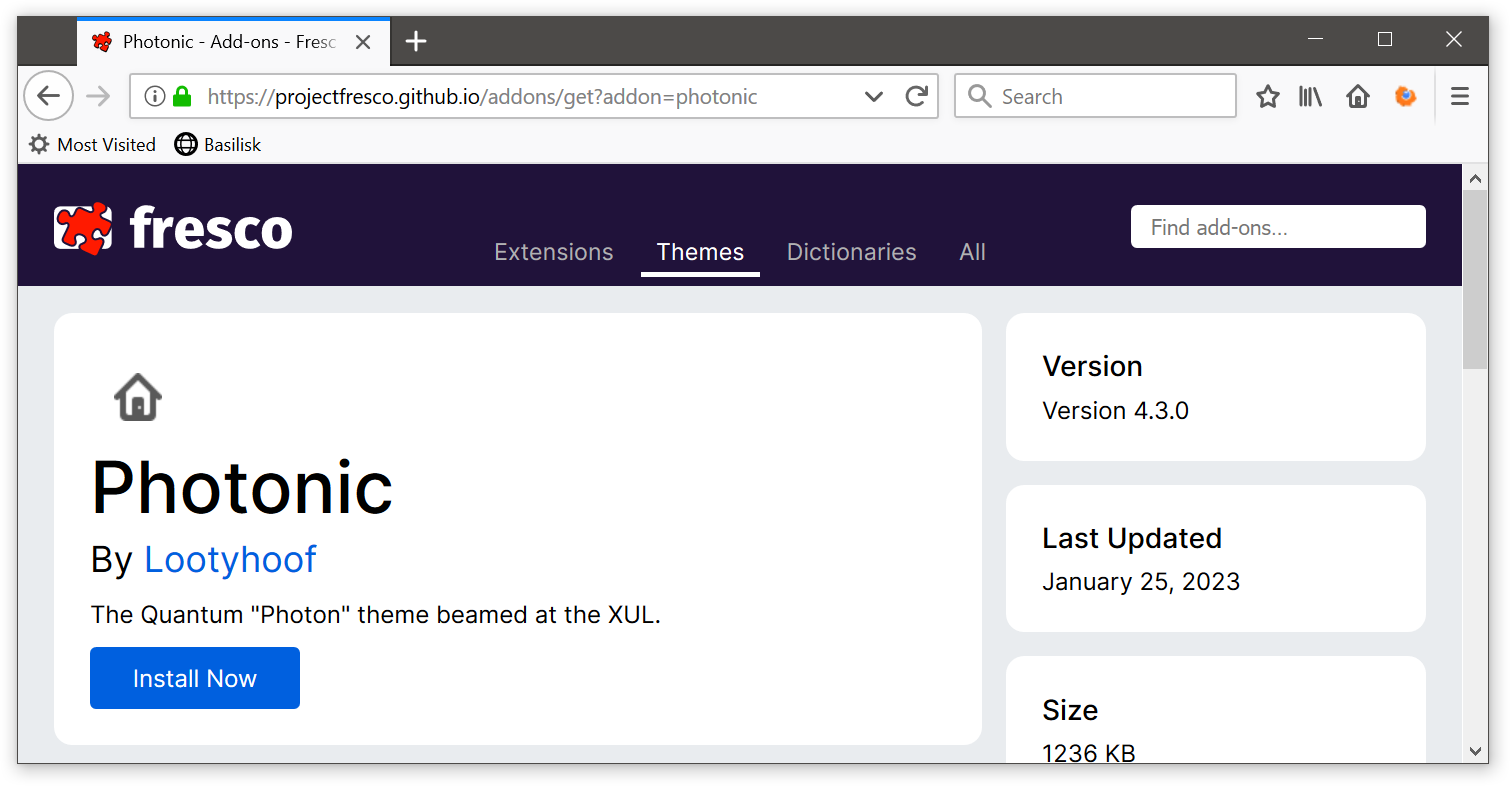 Photonic - Add-ons - Fresc
https://projectfresco.github.io/addons/get?addon=photonic
Search
Most Visited
Basilisk
fresco
Extensions
Themes
Dictionaries
All
Find add-ons...
Photonic
By Lootyhoof
The Quantum "Photon" theme beamed at the XUL.
Install Now
Version
Version 4.3.0
Last Updated
January 25, 2023
Size
1236 KB